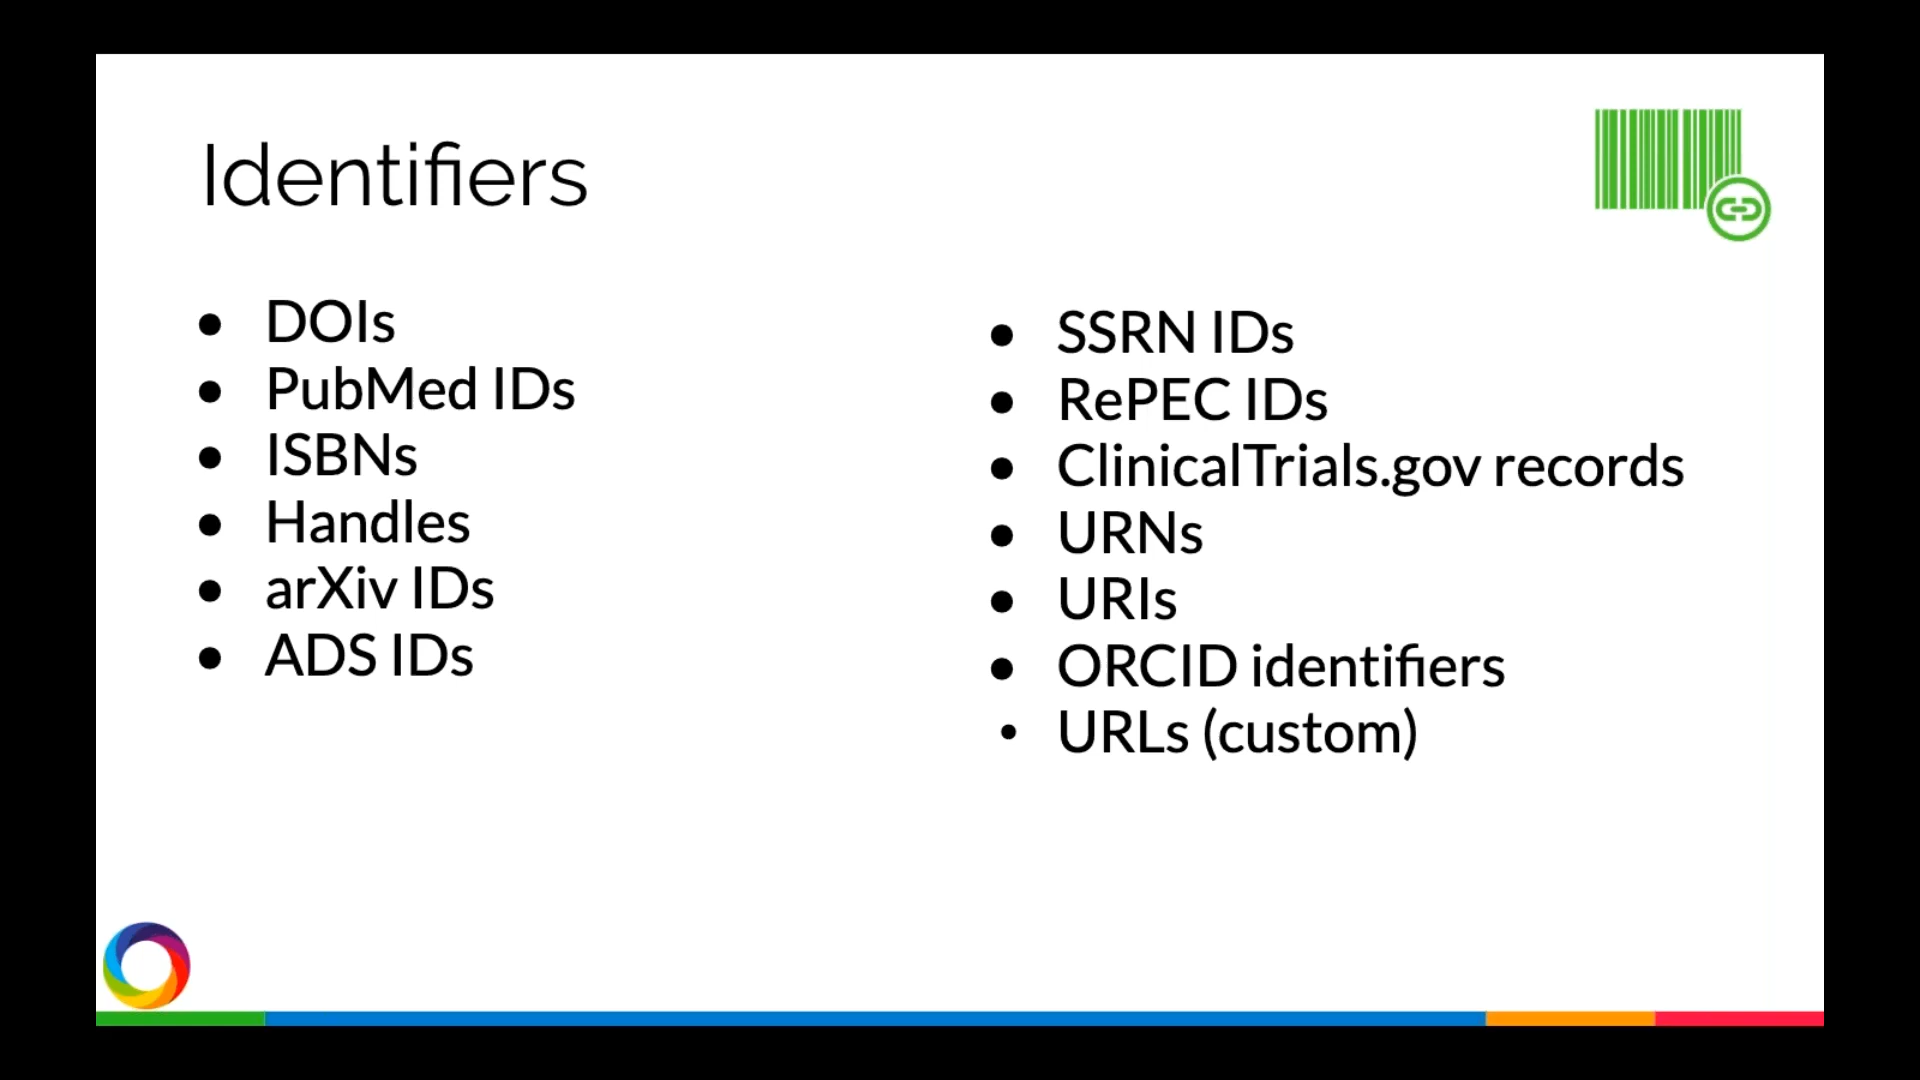 Identifiers
• DOIs
• PubMed IDs
• ISBNs
• Handles
• arXiv IDs
• ADS IDs
• SSRN IDs
• RePEC IDs
• ClinicalTrials.gov records
• URNs
• URIs
• ORCID identifiers
• URLs (custom)